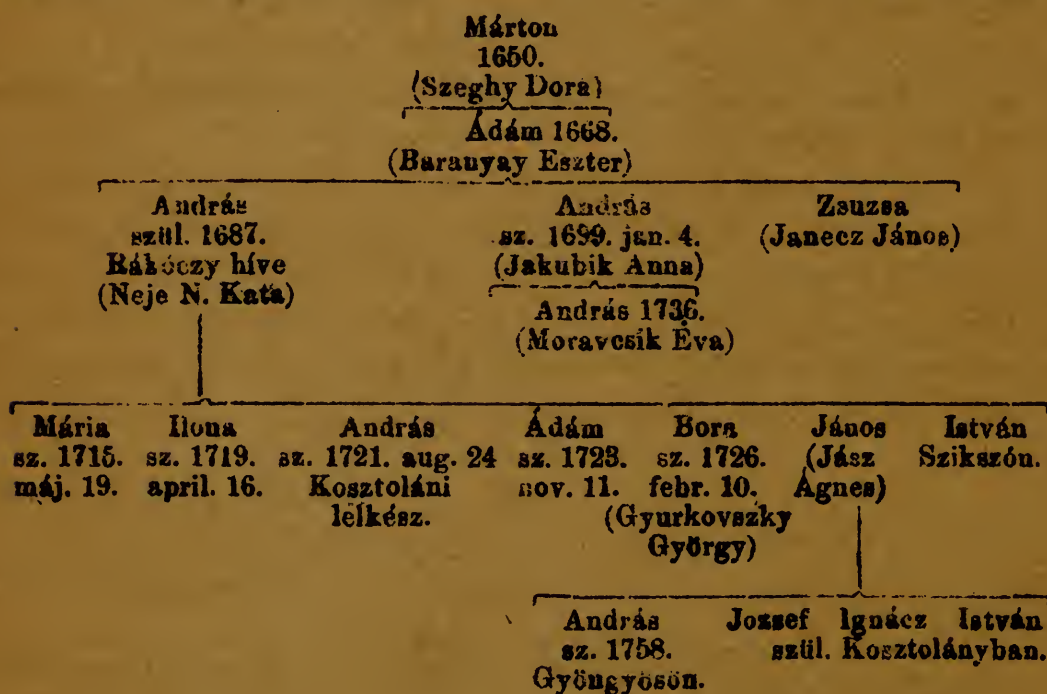 Márton
1650.
(Szeghy Dora)
Ádám 1668.
(Baranyay Eszter)
András András Zsuzsa
szül. 1687. sz. 1699. jan. 4. (Janecz János)
Rákóczy híve (Jakubik Anna)
(Neje N. Kata) András 1736.
(Moravcsik Éva)
Mária Ilona András Ádám Bora János István
sz. 1715. sz. 1719. sz. 1721. aug. 24 sz. 1723. sz. 1726. (Jász Szikszón.
máj. 19. april. 16. Kosztoláni nov. 11. febr. 10. Ágnes)
lelkész. (Gyurkovszky
György)
András Jozsef Ignácz István
sz. 1758. szül. Kosztolányban.
Gyöngyösön.